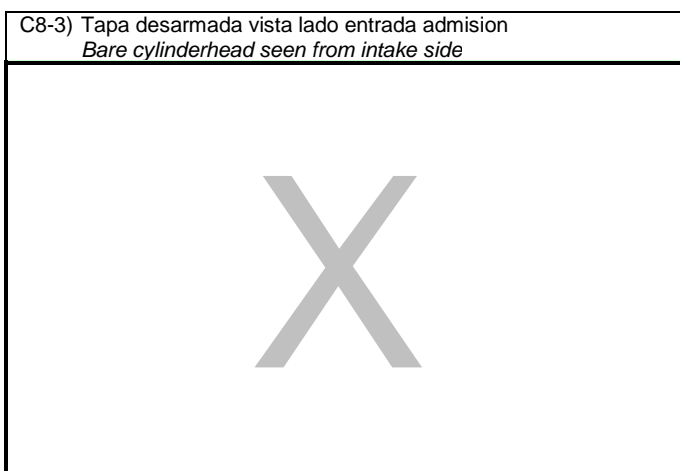 C8-3) Tapa desarmada vista lado entrada admision
Bare cylinderhead seen from intake side
X